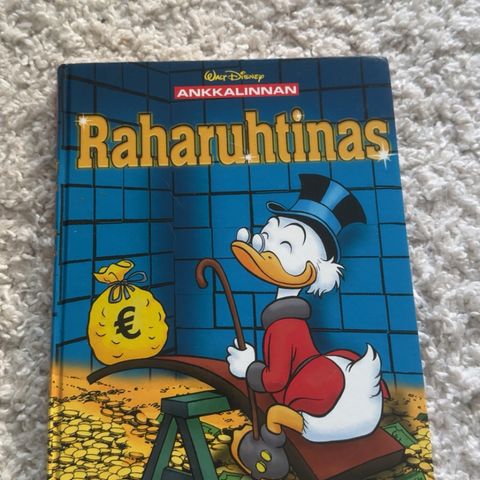 Walt Disney
ANKKALINNAN
Raharuhtinas
€